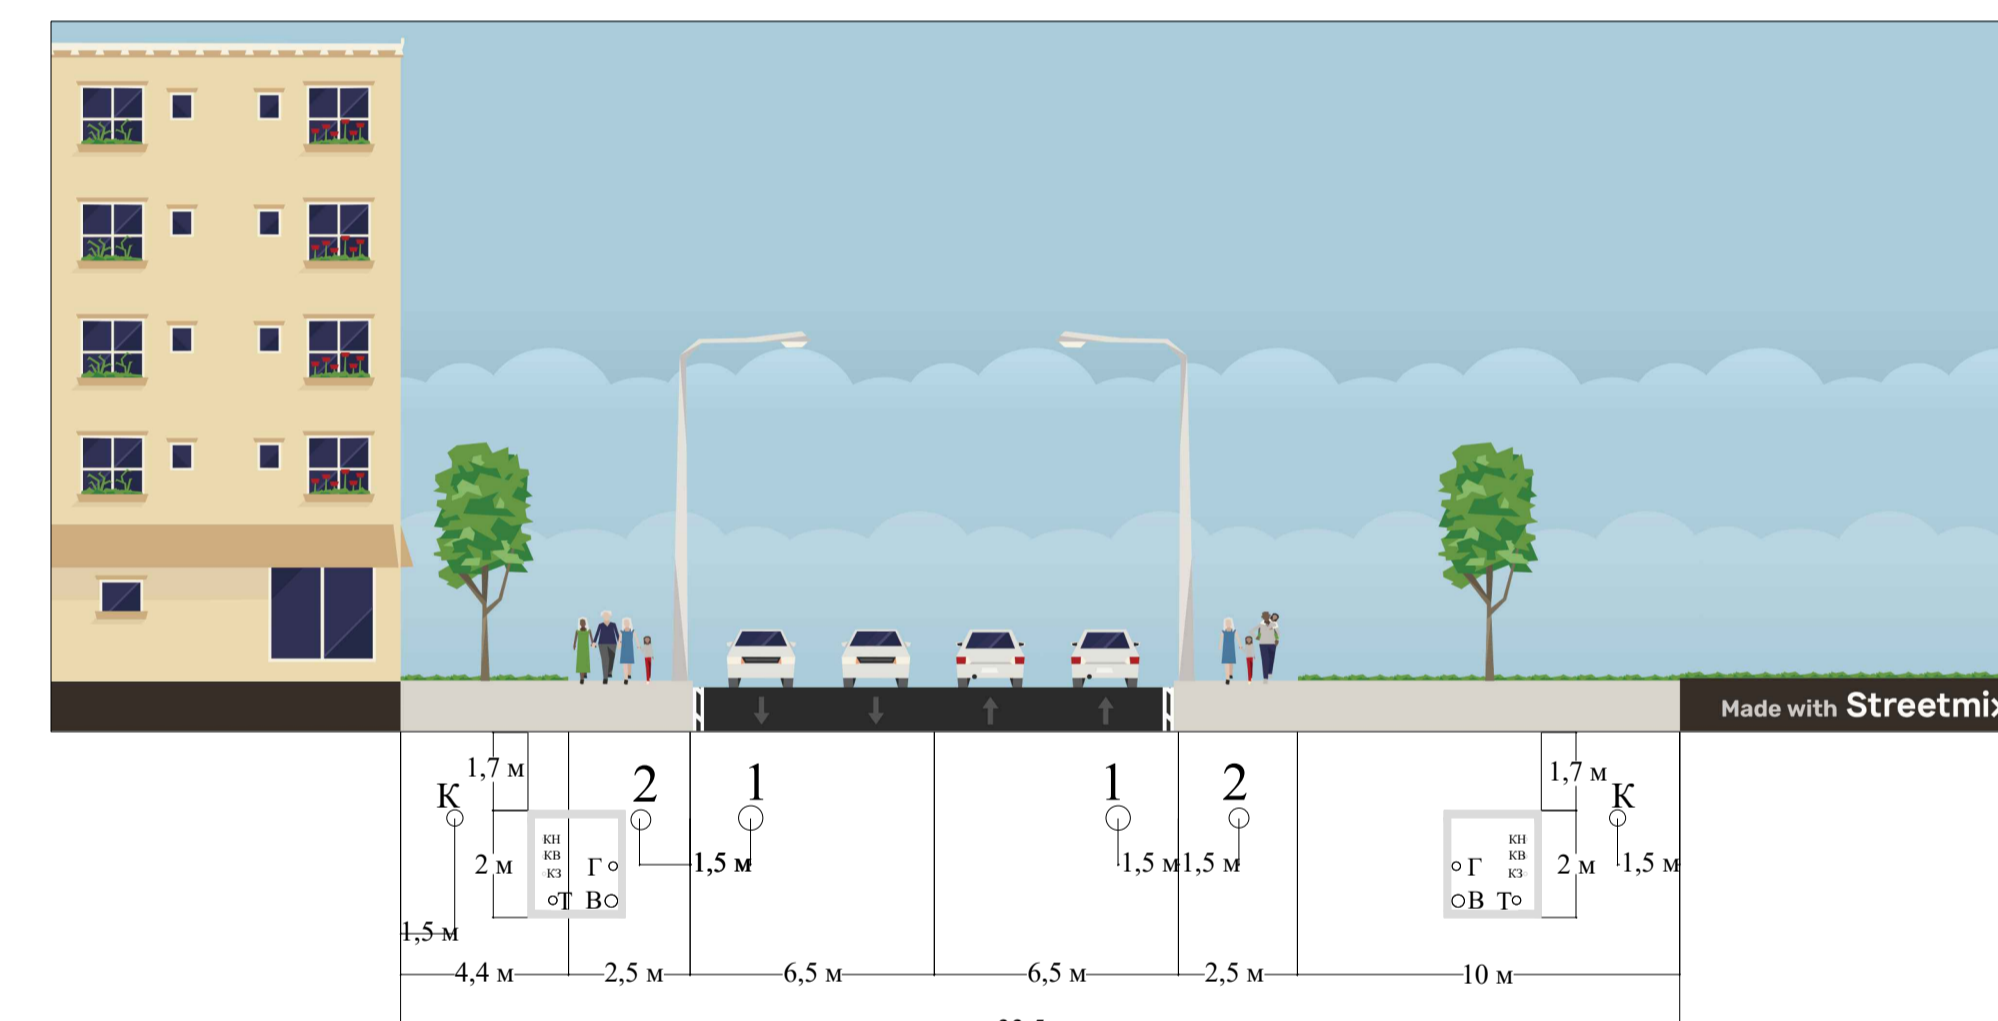 Made with Streetmix
1,7 м
К
2
1
1
2
1,7 м
К
КН
КВ
КЗ
Г
Т
В
2 м
1,5 м
1,5 м
1,5 м
1,5 м
Г
В
КН
КВ
КЗ
Т
2 м
1,5 м
4,4 м
2,5 м
6,5 м
6,5 м
2,5 м
10 м